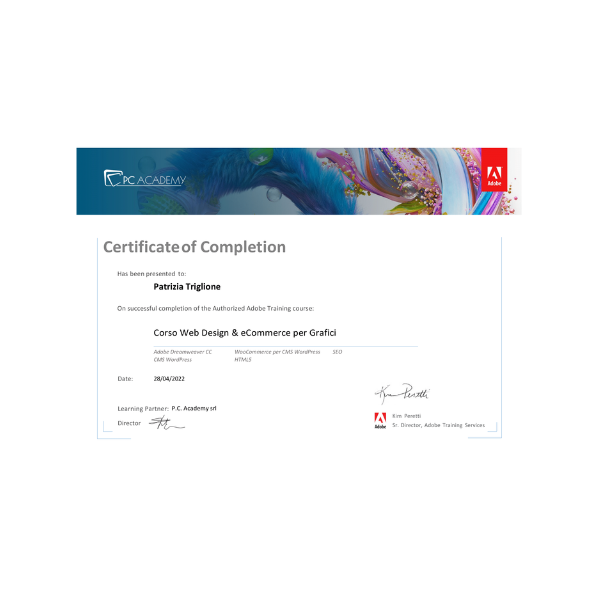 PC ACADEMY
Adobe
Certificate of Completion
Has been presented to:
Patrizia Triglione
On successful completion of the Authorized Adobe Training course:
Corso Web Design & eCommerce per Grafici
Adobe Dreamweaver CC WooCommerce per CMS WordPress SEO
CMS WordPress HTML5
Date: 28/04/2022
Kim Peretti
Learning Partner: P.C. Academy srl
Director
Adobe
Kim Peretti
Sr. Director, Adobe Training Services